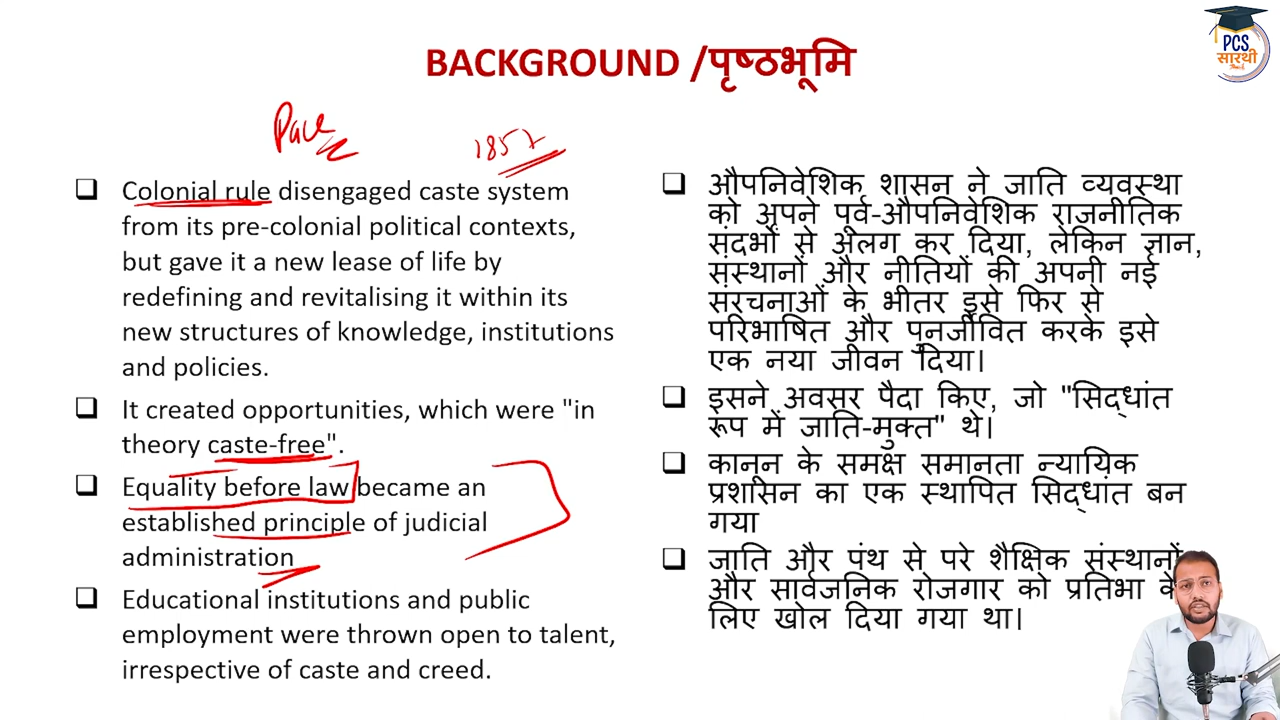 BACKGROUND /पृष्ठभूमि
PCS
सारथी
1857
❑ Colonial rule disengaged caste system
from its pre-colonial political contexts,
but gave it a new lease of life by
redefining and revitalising it within its
new structures of knowledge, institutions
and policies.
❑ It created opportunities, which were "in
theory caste-free".
❑ Equality before law became an
established principle of judicial
administration
❑ Educational institutions and public
employment were thrown open to talent,
irrespective of caste and creed.
❑ औपनिवेशिक शासन ने जाति व्यवस्था
को अपने पूर्व-औपनिवेशिक राजनीतिक
संदर्भों से अलग कर दिया, लेकिन ज्ञान,
संस्थानों और नीतियों की अपनी नई
संरचनाओं के भीतर इसे फिर से
परिभाषित और पुनर्जीवित करके इसे
एक नया जीवन दिया।
❑ इसने अवसर पैदा किए, जो "सिद्धांत
रूप में जाति-मुक्त" थे।
❑ कानून के समक्ष समानता न्यायिक
प्रशासन का एक स्थापित सिद्धांत बन
गया
❑ जाति और पंथ से परे शैक्षिक संस्थानों
और सार्वजनिक रोजगार को प्रतिभा के
लिए खोल दिया गया था।